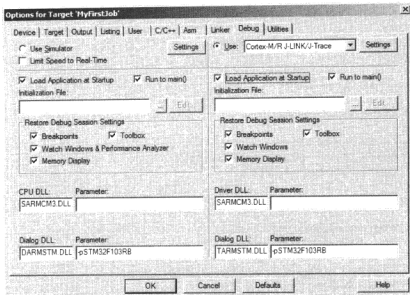 Options for Target 'MyFirstJob'
Device Target Output Listing User C/C++ Asm Linker Debug Utilities
Use Simulator Settings
Limit Speed to Real-Time
Use: Cortex-M/R J-LINK/J-Trace Settings
Load Application at Startup Run to main()
Initialization File:
... Edit...
Load Application at Startup Run to main()
Initialization File:
... Edit...
Restore Debug Session Settings
Breakpoints Toolbox
Watch Windows & Performance Analyzer
Memory Display
Restore Debug Session Settings
Breakpoints Toolbox
Watch Windows
Memory Display
CPU DLL: Parameter:
SARMCM3.DLL
Driver DLL: Parameter:
SARMCM3.DLL
Dialog DLL: Parameter:
DARMSTM.DLL -pSTM32F103RB
Dialog DLL: Parameter:
TARMSTM.DLL -pSTM32F103RB
OK Cancel Defaults Help